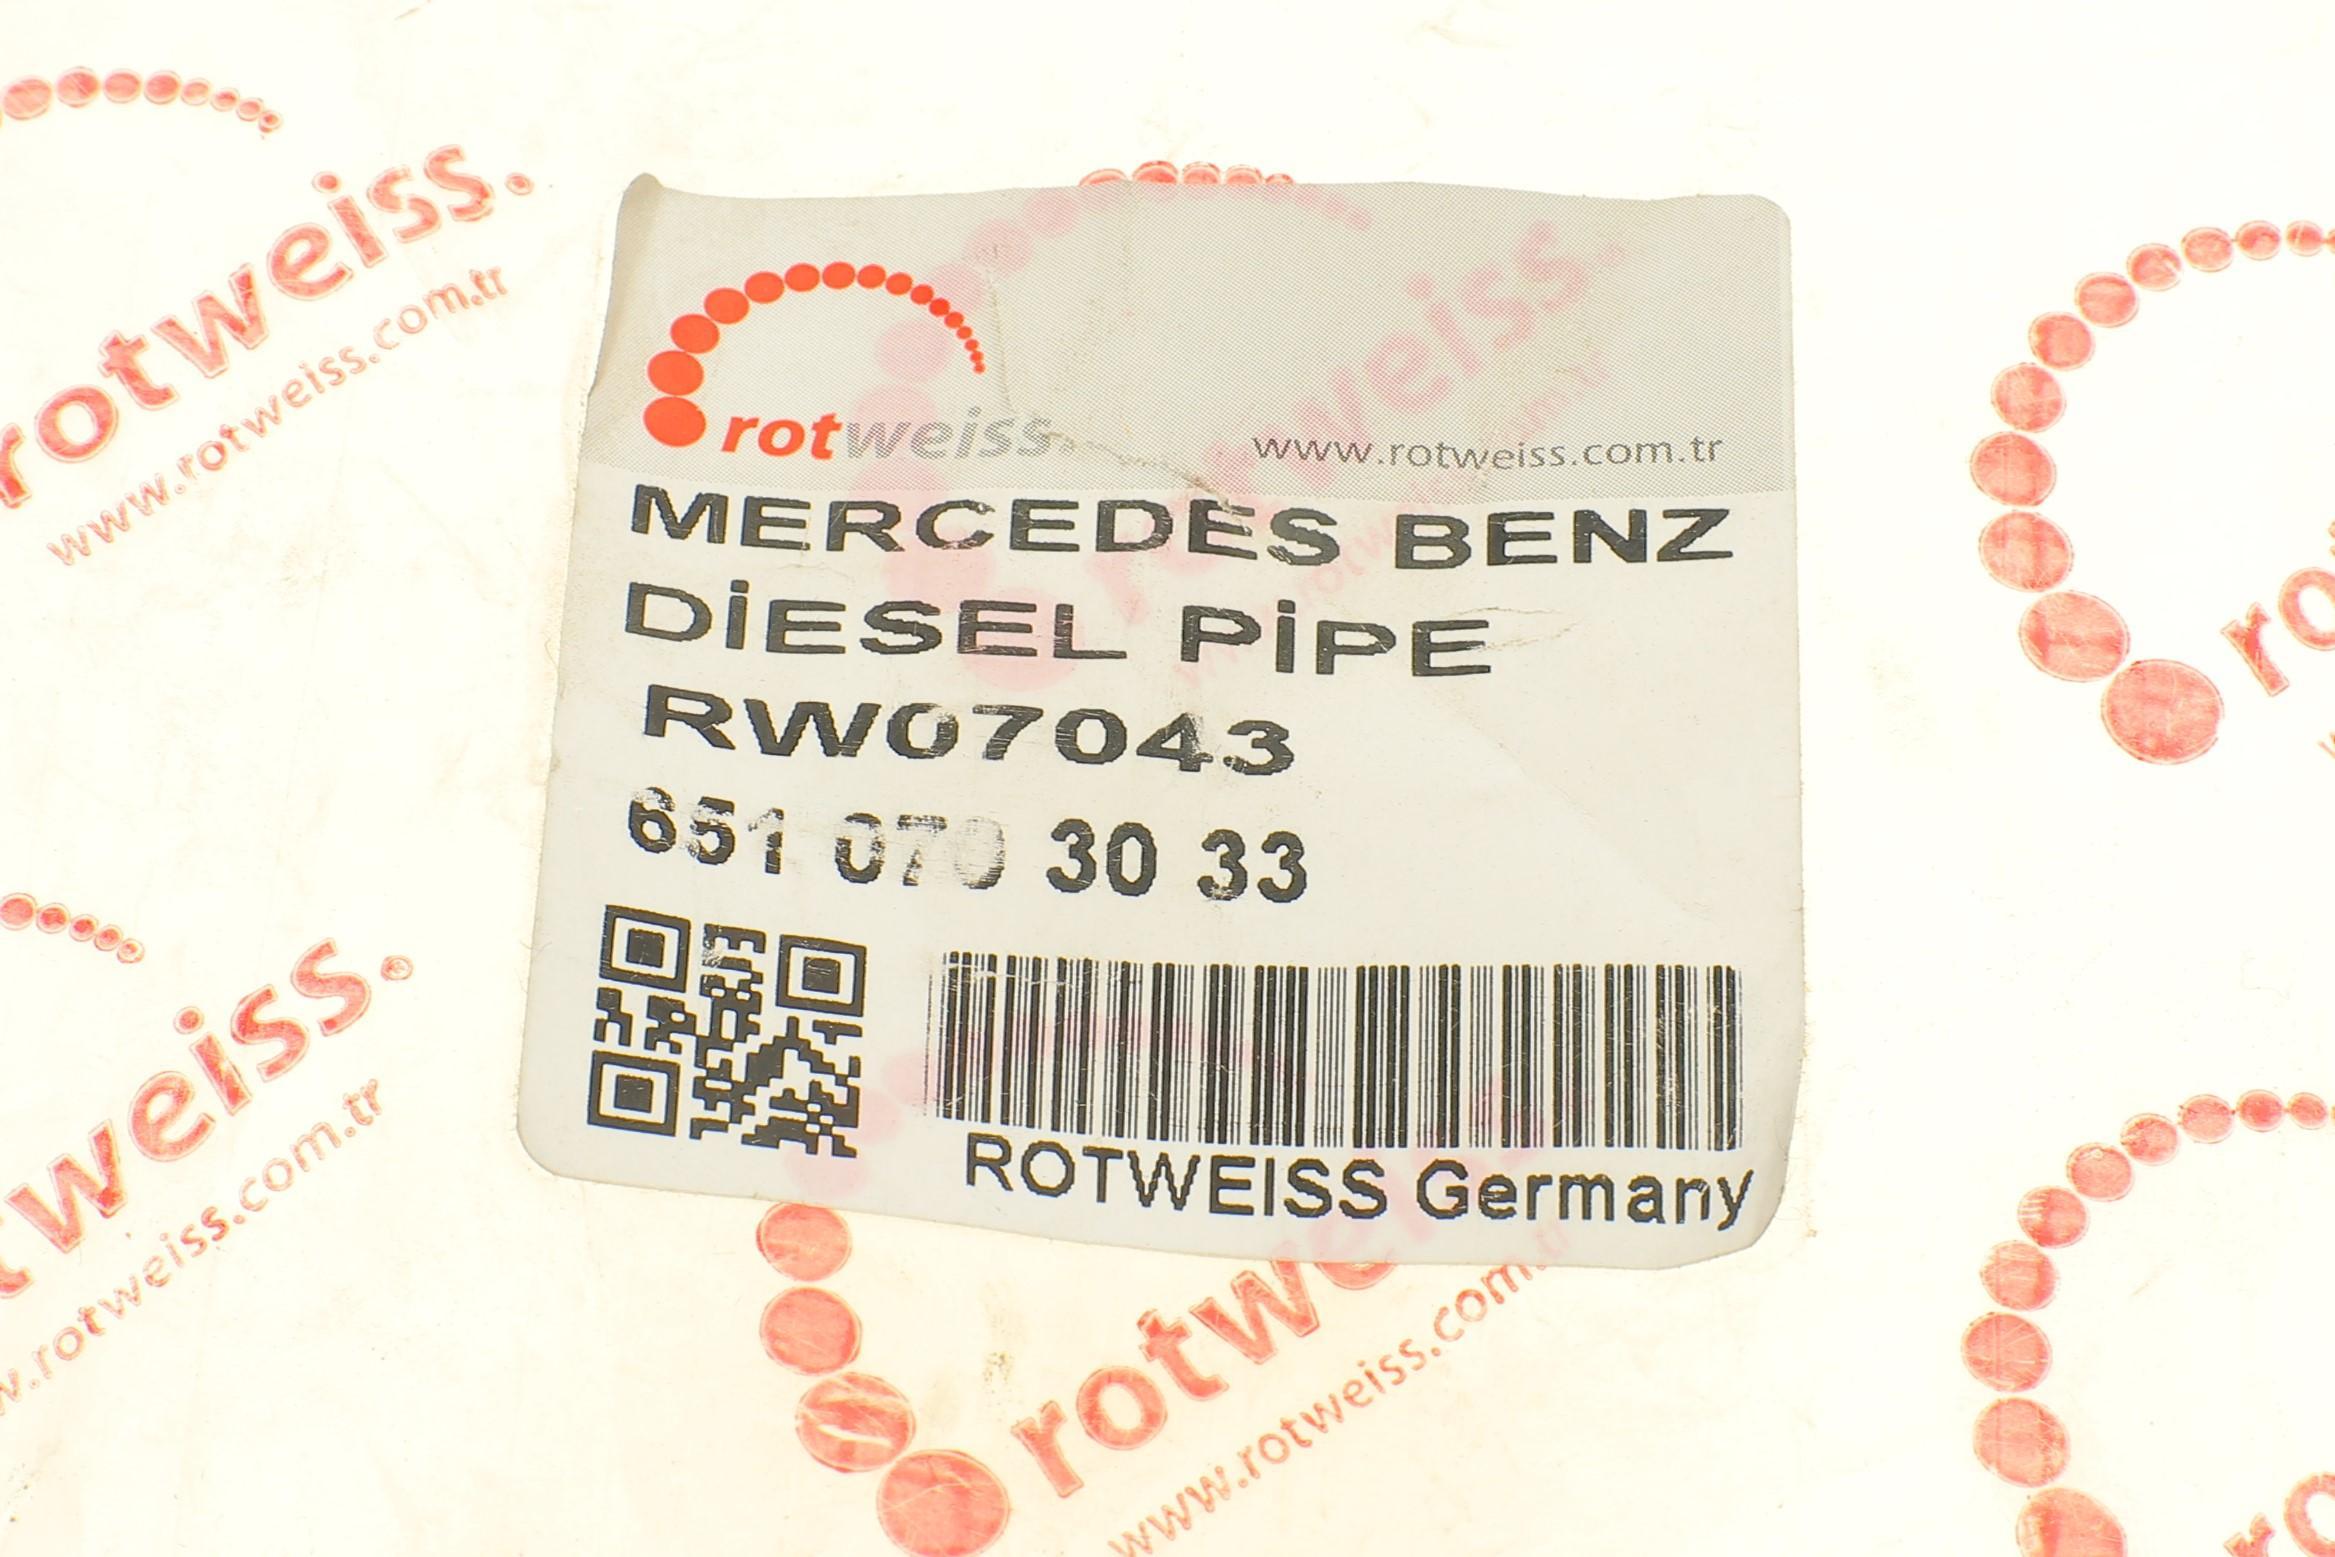 rotweiss.
www.rotweiss.com.tr
rotweiss.
www.rotweiss.com.tr
MERCEDES BENZ
DİESEL PİPE
RW07043
651 070 30 33
ROTWEISS Germany
rotweiss.
www.rotweiss.com.tr
rotweiss.
www.rotweiss.com.tr